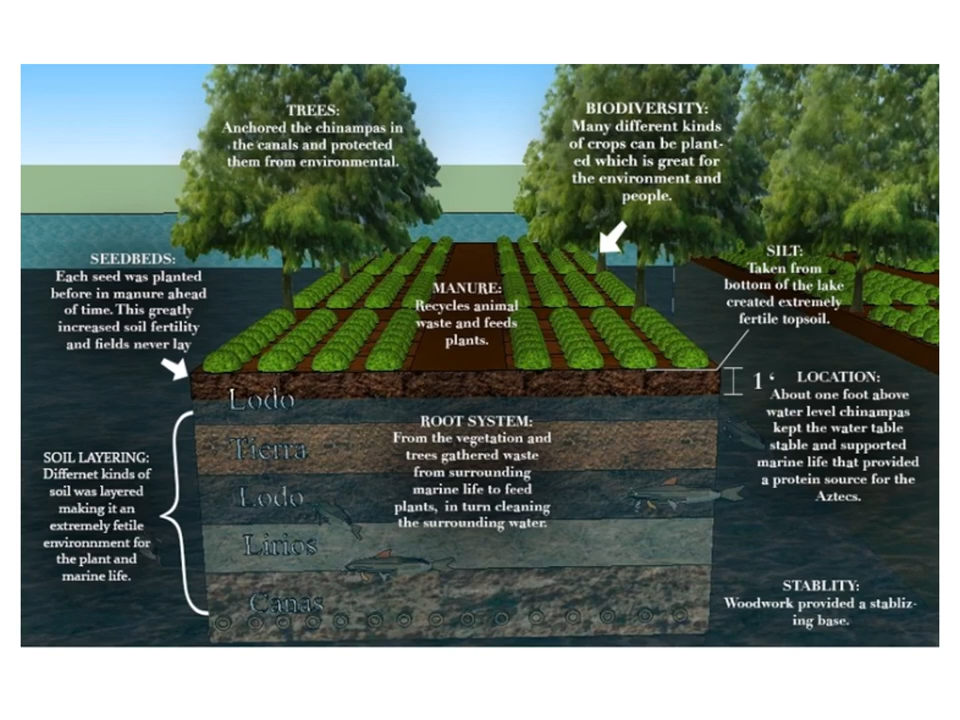 TREES:
Anchored the chinampas in
the canals and protected
them from environmental.
BIODIVERSITY:
Many different kinds
of crops can be plant-
ed which is great for
the environment and
people.
SEEDBEDS:
Each seed was planted
before in manure ahead
of time. This greatly
increased soil fertility
and fields never lay
MANURE:
Recycles animal
waste and feeds
plants.
SILT:
Taken from
bottom of the lake
created extremely
fertile topsoil.
1‘
LOCATION:
About one foot above
water level chinampas
kept the water table
stable and supported
marine life that provided
a protein source for the
Aztecs.
Lodo
Tierra
Lodo
Lirios
Canas
ROOT SYSTEM:
From the vegetation and
trees gathered waste
from surrounding
marine life to feed
plants, in turn cleaning
the surrounding water.
SOIL LAYERING:
Differnet kinds of
soil was layered
making it an
extremely fetile
environnment for
the plant and
marine life.
STABLITY:
Woodwork provided a stabliz-
ing base.